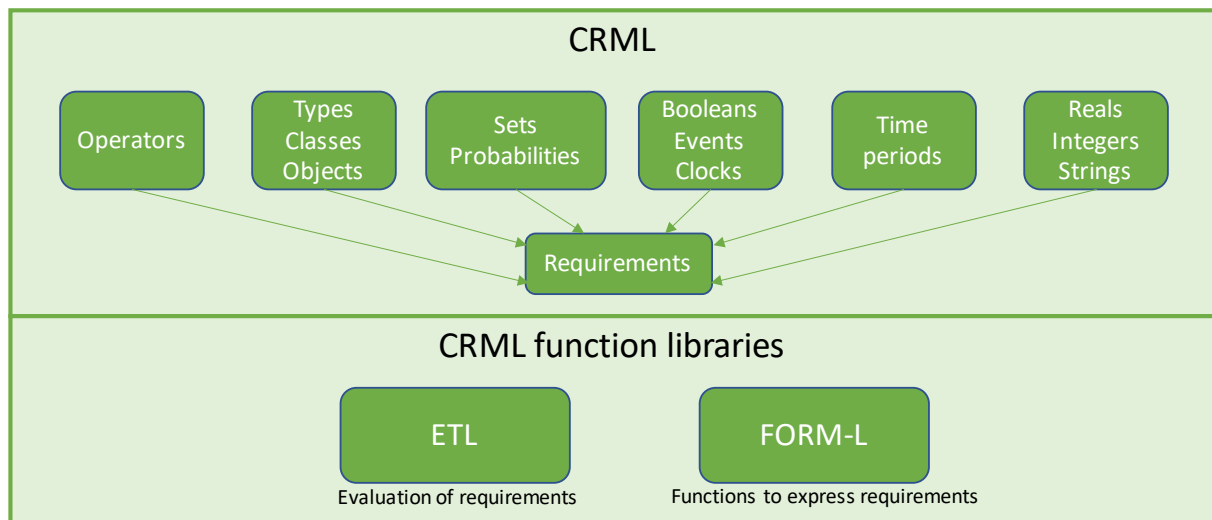 CRML
Operators
Types
Classes
Objects
Sets
Probabilities
Booleans
Events
Clocks
Time
periods
Reals
Integers
Strings
Requirements
CRML function libraries
ETL
FORM-L
Evaluation of requirements
Functions to express requirements